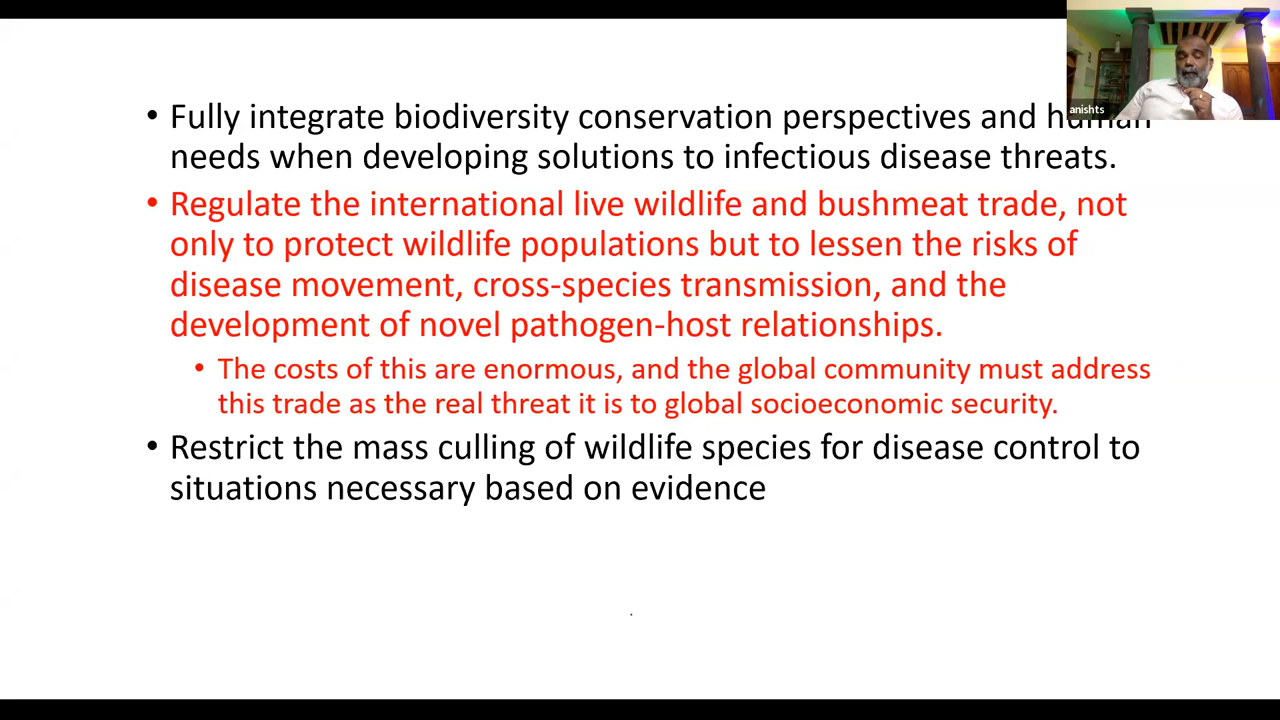 • Fully integrate biodiversity conservation perspectives and human
needs when developing solutions to infectious disease threats.
• Regulate the international live wildlife and bushmeat trade, not
only to protect wildlife populations but to lessen the risks of
disease movement, cross-species transmission, and the
development of novel pathogen-host relationships.
• The costs of this are enormous, and the global community must address
this trade as the real threat it is to global socioeconomic security.
• Restrict the mass culling of wildlife species for disease control to
situations necessary based on evidence
anishts